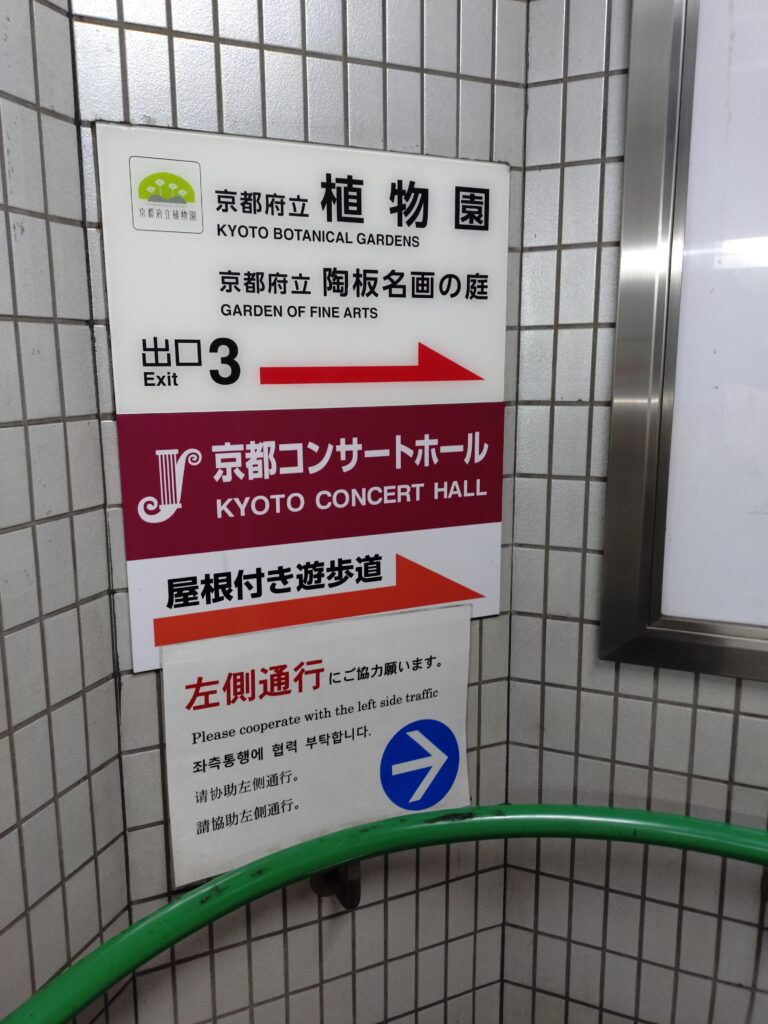 京都府立植物園
京都府立 植物園
KYOTO BOTANICAL GARDENS
京都府立 陶板名画の庭
GARDEN OF FINE ARTS
出口 3
Exit
京都コンサートホール
KYOTO CONCERT HALL
屋根付き遊歩道
左側通行にご協力願います。
Please cooperate with the left side traffic
좌측통행에 협력 부탁합니다.
请协助左侧通行。
請協助左側通行。